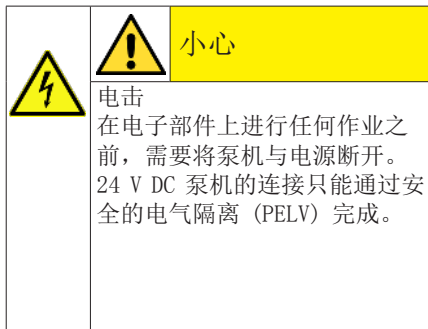 小心
电击
在电子部件上进行任何作业之
前，需要将泵机与电源断开。
24 V DC 泵机的连接只能通过安
全的电气隔离 (PELV) 完成。